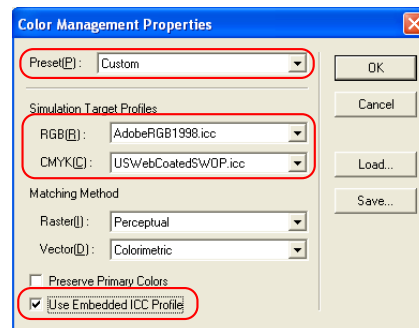 Color Management Properties
Preset(P): Custom
OK
Simulation Target Profiles
Cancel
RGB(R): AdobeRGB1998.icc
CMYK(C): USWebCoatedSWOP.icc
Load...
Matching Method
Save...
Raster(I): Perceptual
Vector(D): Colorimetric
Preserve Primary Colors
Use Embedded ICC Profile